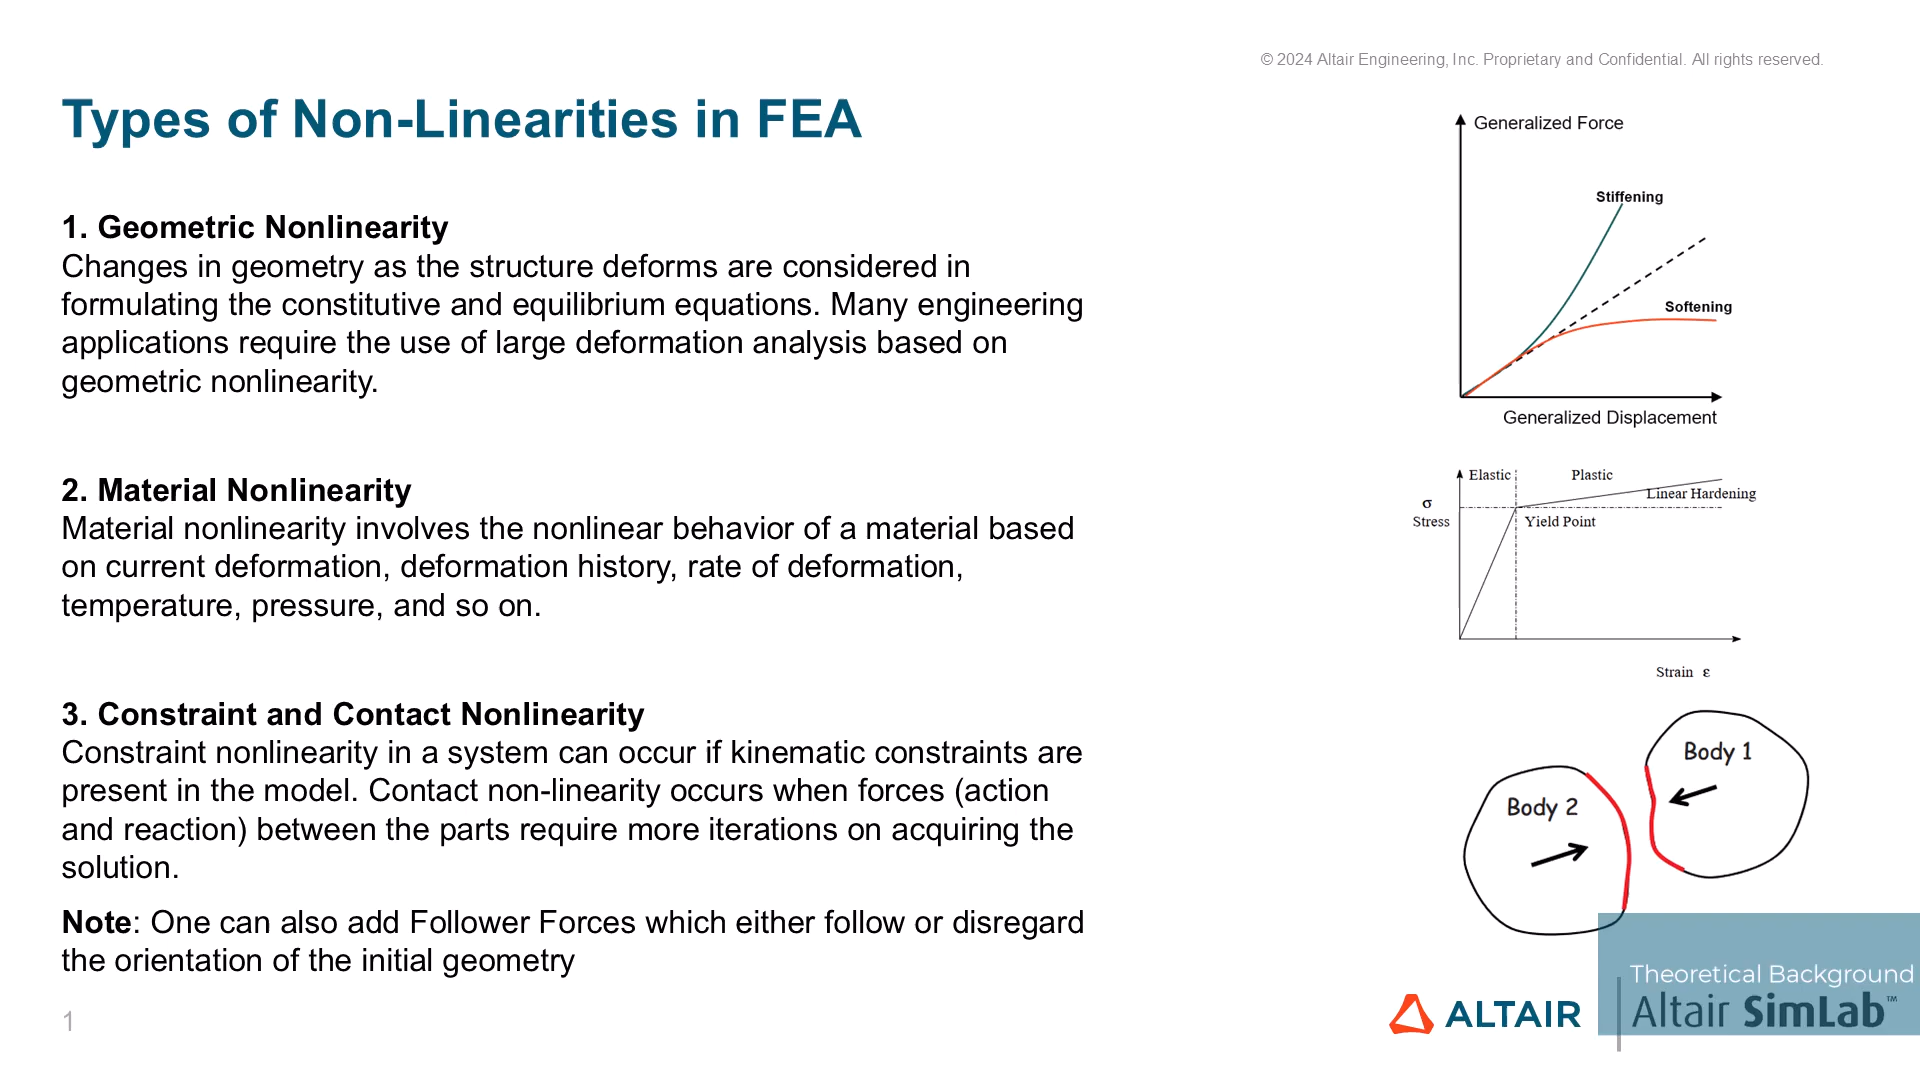 © 2024 Altair Engineering, Inc. Proprietary and Confidential. All rights reserved.
Types of Non-Linearities in FEA
1. Geometric Nonlinearity
Changes in geometry as the structure deforms are considered in
formulating the constitutive and equilibrium equations. Many engineering
applications require the use of large deformation analysis based on
geometric nonlinearity.
2. Material Nonlinearity
Material nonlinearity involves the nonlinear behavior of a material based
on current deformation, deformation history, rate of deformation,
temperature, pressure, and so on.
3. Constraint and Contact Nonlinearity
Constraint nonlinearity in a system can occur if kinematic constraints are
present in the model. Contact non-linearity occurs when forces (action
and reaction) between the parts require more iterations on acquiring the
solution.
Note: One can also add Follower Forces which either follow or disregard
the orientation of the initial geometry
1
Generalized Force
Stiffening
Softening
Generalized Displacement
Elastic
Plastic
Linear Hardening
σ
Stress
Yield Point
Strain ε
Body 1
Body 2
ALTAIR
Theoretical Background
Altair SimLab™